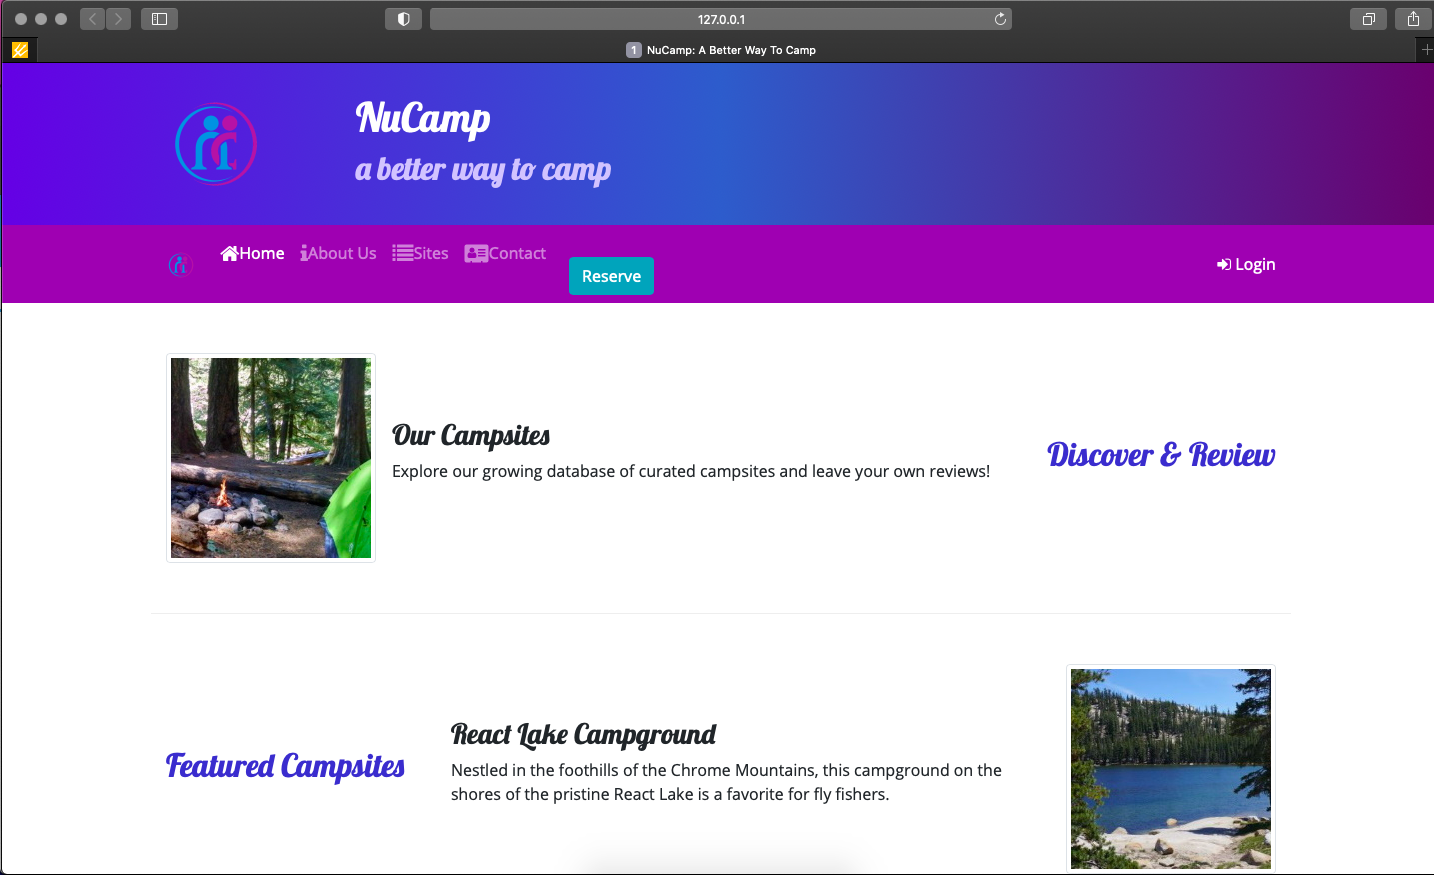 127.0.0.1
1 NuCamp: A Better Way To Camp
NuCamp
a better way to camp
Home About Us Sites Contact
Reserve
Login
Our Campsites
Explore our growing database of curated campsites and leave your own reviews!
Discover & Review
Featured Campsites
React Lake Campground
Nestled in the foothills of the Chrome Mountains, this campground on the
shores of the pristine React Lake is a favorite for fly fishers.